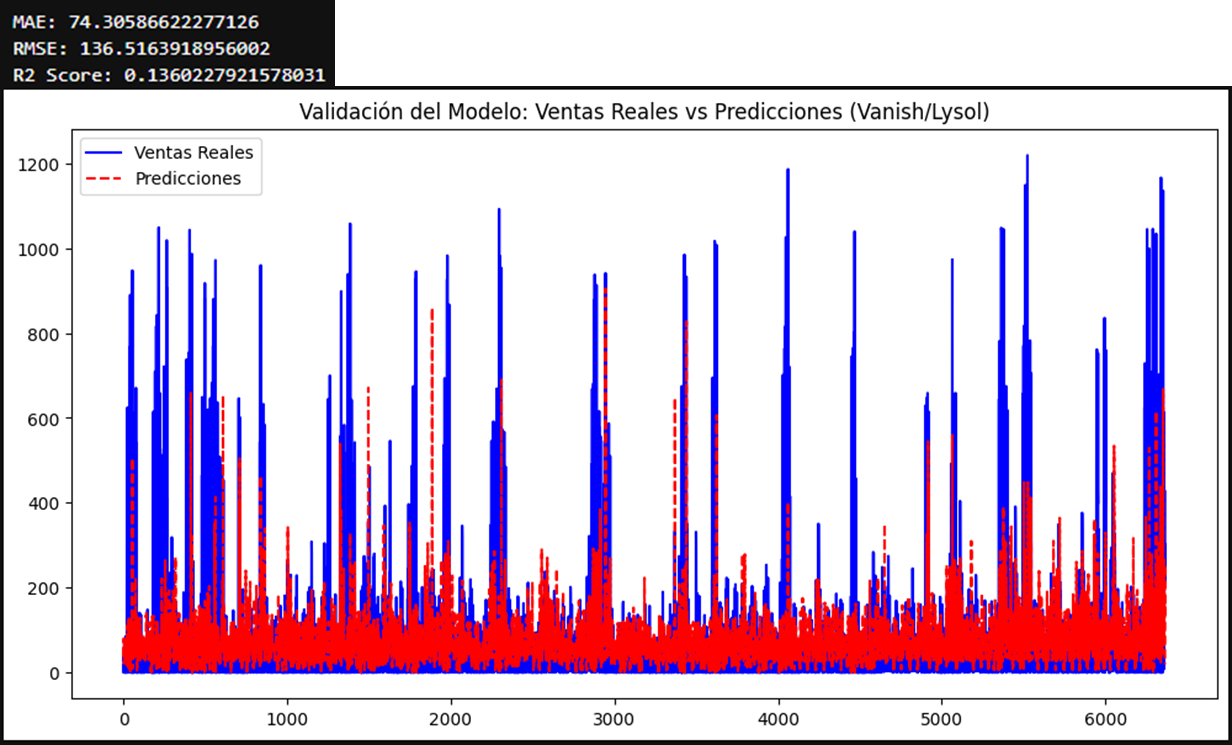 MAE: 74.30586622277126
RMSE: 136.5163918956002
R2 Score: 0.1360227921578031
Validación del Modelo: Ventas Reales vs Predicciones (Vanish/Lysol)
Ventas Reales
Predicciones
1200
1000
800
600
400
200
0
0 1000 2000 3000 4000 5000 6000